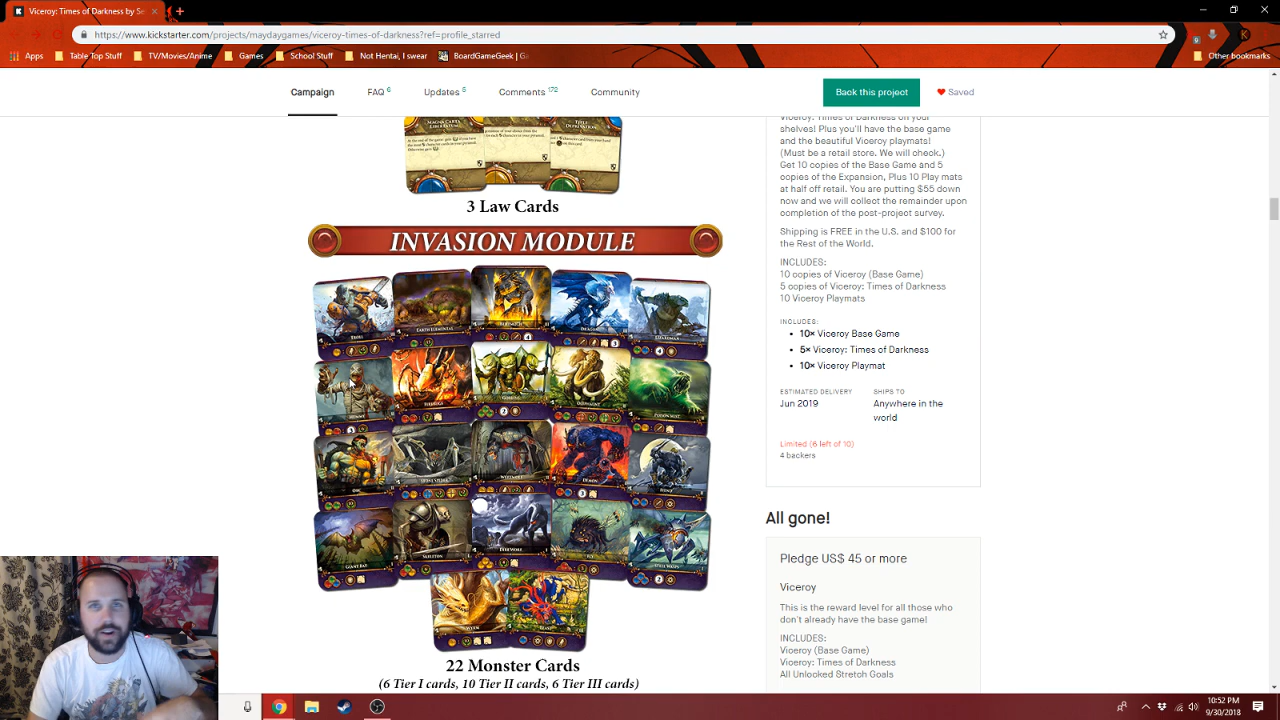 Viceroy: Times of Darkness by Se
https://www.kickstarter.com/projects/maydaygames/viceroy-times-of-darkness?ref=profile_starred
Apps Table Top Stuff TV/Movies/Anime Games School Stuff Not Hentai, I swear BoardGameGeek | Ga Other bookmarks
Campaign FAQ 6 Updates 5 Comments 172 Community Back this project Saved
3 Law Cards
INVASION MODULE
EARTH ELEMENTAL
DEMON
SKELETON
22 Monster Cards
(6 Tier I cards, 10 Tier II cards, 6 Tier III cards)
Viceroy: Times of Darkness on your
shelves! Plus you'll have the base game
and the beautiful Viceroy playmats!
(Must be a retail store. We will check.)
Get 10 copies of the Base Game and 5
copies of the Expansion, Plus 10 Play mats
at half off retail. You are putting $55 down
now and we will collect the remainder upon
completion of the post-project survey.
Shipping is FREE in the U.S. and $100 for
the Rest of the World.
INCLUDES:
10 copies of Viceroy (Base Game)
5 copies of Viceroy: Times of Darkness
10 Viceroy Playmats
INCLUDES:
10× Viceroy Base Game
5× Viceroy: Times of Darkness
10× Viceroy Playmat
ESTIMATED DELIVERY SHIPS TO
Jun 2019 Anywhere in the
world
Limited (6 left of 10)
4 backers
All gone!
Pledge US$ 45 or more
Viceroy
This is the reward level for all those who
don't already have the base game!
INCLUDES:
Viceroy (Base Game)
Viceroy: Times of Darkness
All Unlooked Stretch Goals
10:52 PM
9/30/2018